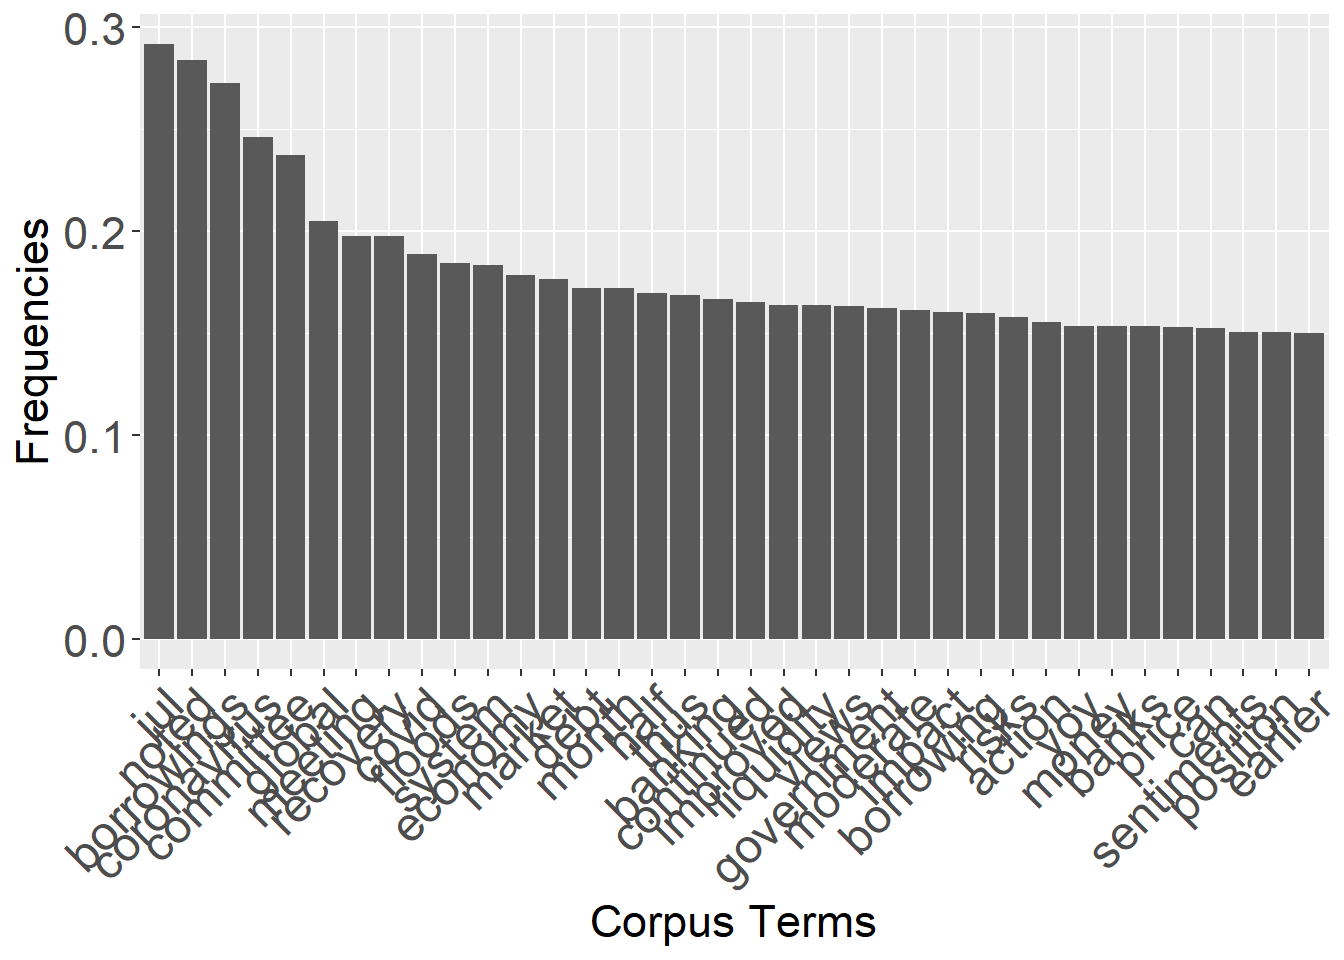 0.3
0.2
0.1
0.0
Frequencies
jul
noted
borrowings
coronavirus
committee
global
meeting
recovery
covid
floods
system
economy
market
debt
month
half
banking
continued
improved
liquidity
views
government
moderate
impact
borrowing
risks
action
yoy
money
banks
price
can
sentiments
position
earlier
Corpus Terms